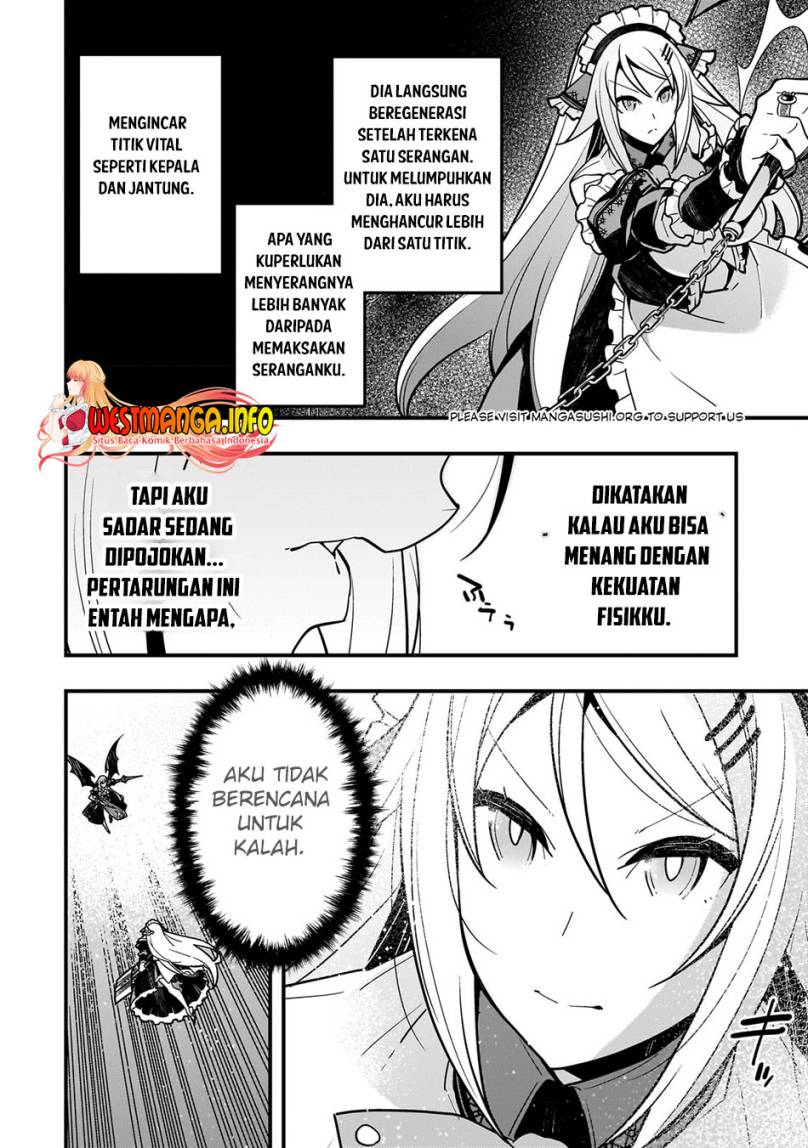 DIA LANGSUNG
BEREGENERASI
SETELAH TERKENA
SATU SERANGAN.
UNTUK MELUMPUHKAN
DIA, AKU HARUS
MENGHANCUR LEBIH
DARI SATU TITIK.
APA YANG
KUPERLUKAN
MENYERANGNYA
LEBIH BANYAK
DARIPADA
MEMAKSAKAN
SERANGANKU.
MENGINCAR
TITIK VITAL
SEPERTI KEPALA
DAN JANTUNG.
WESTMANGA.INFO
Situs Baca Komik Berbahasa Indonesia
PLEASE VISIT MANGASUSHI.ORG TO SUPPORT US
DIKATAKAN
KALAU AKU BISA
MENANG DENGAN
KEKUATAN
FISIKKU.
TAPI AKU
SADAR SEDANG
DIPOJOKAN...
PERTARUNGAN INI
ENTAH MENGAPA,
AKU TIDAK
BERENCANA
UNTUK
KALAH.